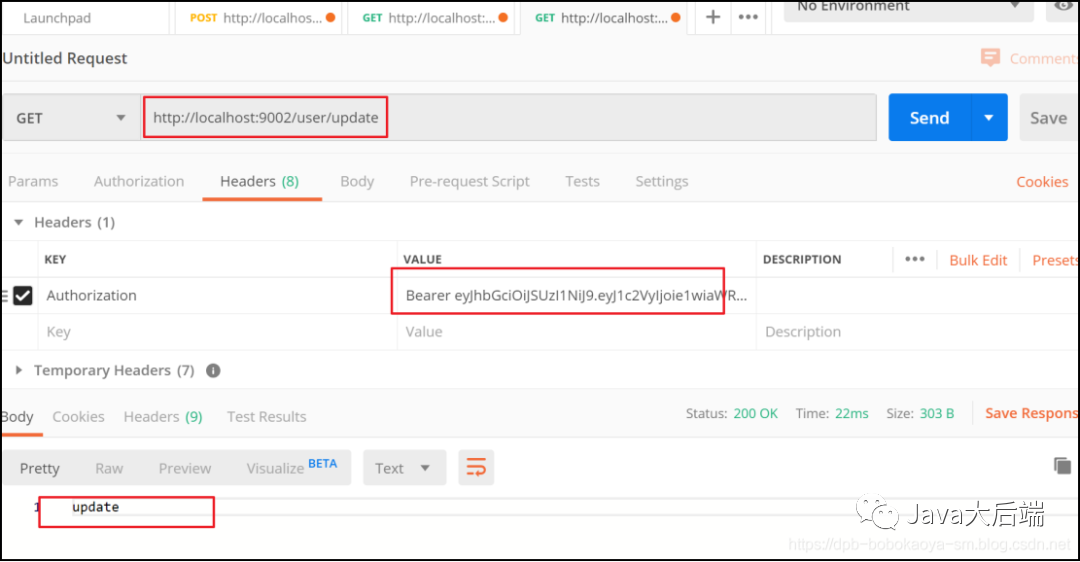 Launchpad POST http://localhos... GET http://localhost:... GET http://localhost:... No Environment
Untitled Request Comments
GET http://localhost:9002/user/update Send Save
Params Authorization Headers (8) Body Pre-request Script Tests Settings Cookies
Headers (1)
KEY VALUE DESCRIPTION Bulk Edit Presets
Authorization Bearer eyJhbGciOiJSUzI1NiJ9.eyJ1c2VyIjoie1wiaWR...
Key Value Description
Temporary Headers (7)
Body Cookies Headers (9) Test Results Status: 200 OK Time: 22ms Size: 303 B Save Respons
Pretty Raw Preview Visualize BETA Text
1 update
Java大后端
https://dpb-bobokaoya-sm.blog.csdn.net